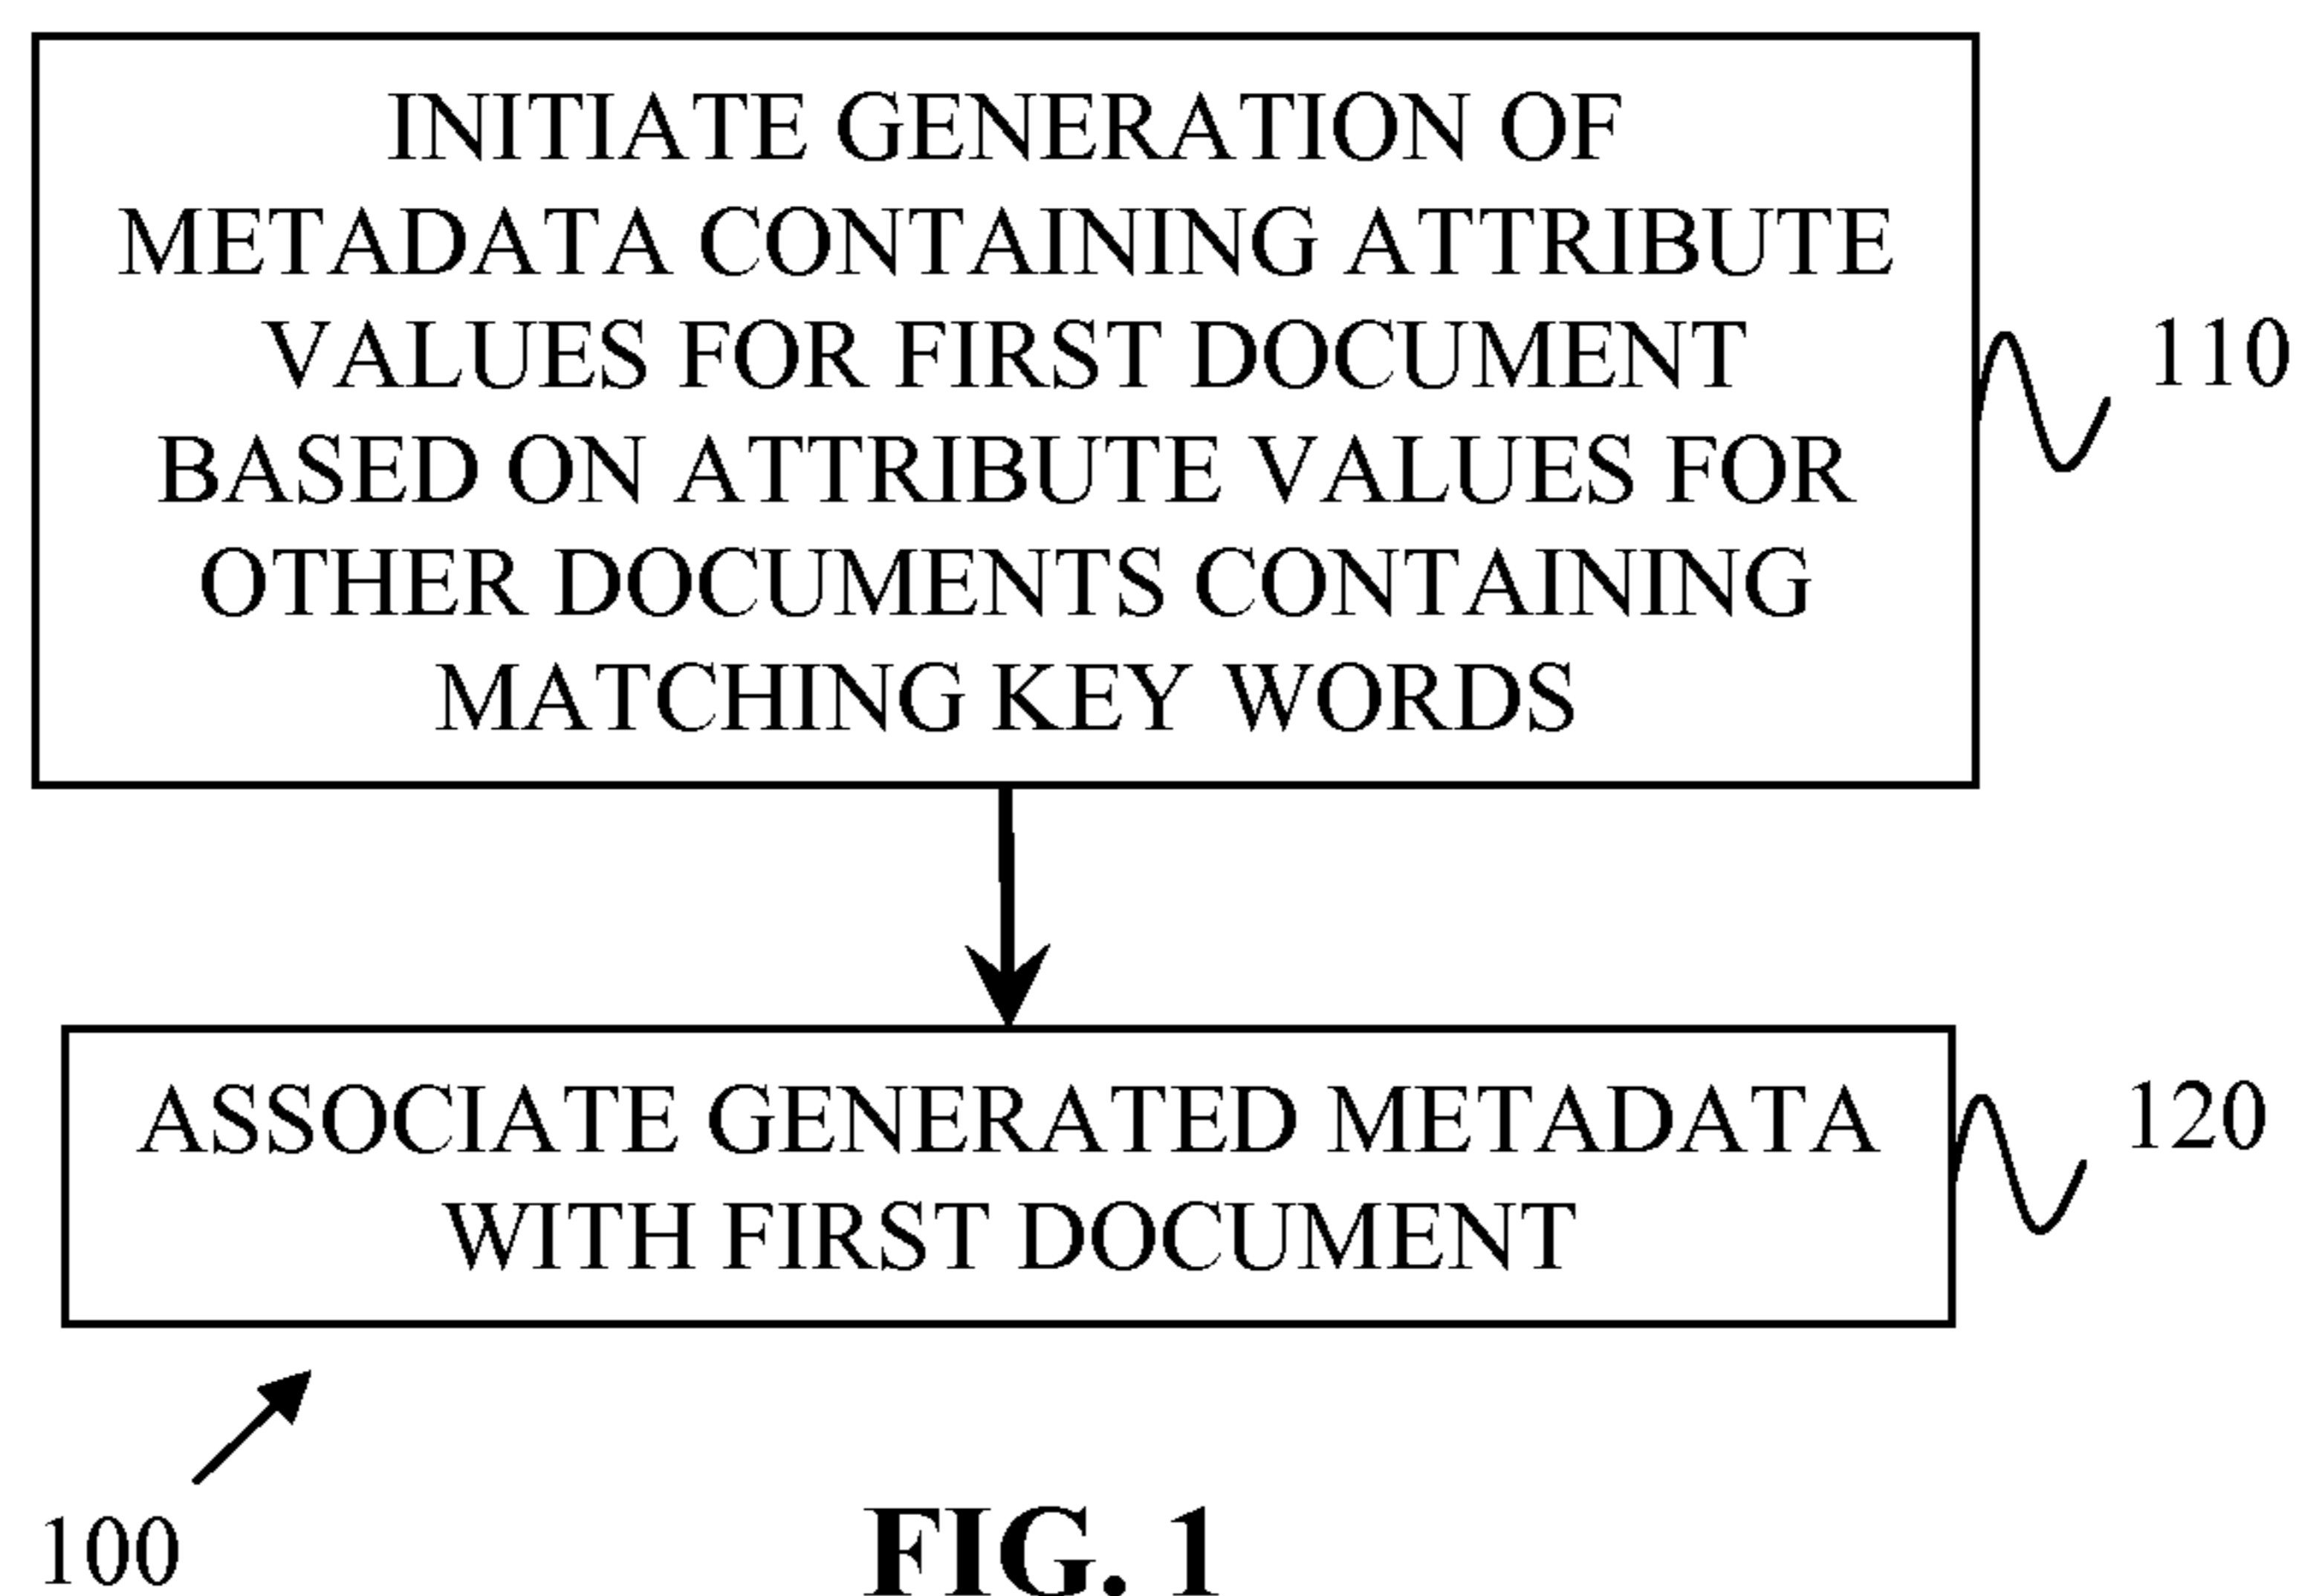 INITIATE GENERATION OF
METADATA CONTAINING ATTRIBUTE
VALUES FOR FIRST DOCUMENT
BASED ON ATTRIBUTE VALUES FOR
OTHER DOCUMENTS CONTAINING
MATCHING KEY WORDS
110
ASSOCIATE GENERATED METADATA
WITH FIRST DOCUMENT
120
100
FIG. 1